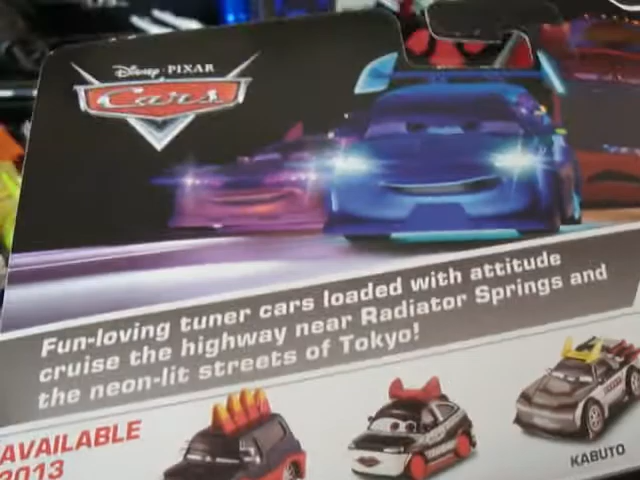 Disney · PIXAR
Cars
Fun-loving tuner cars loaded with attitude
cruise the highway near Radiator Springs and
the neon-lit streets of Tokyo!
AVAILABLE
2013
KABUTO